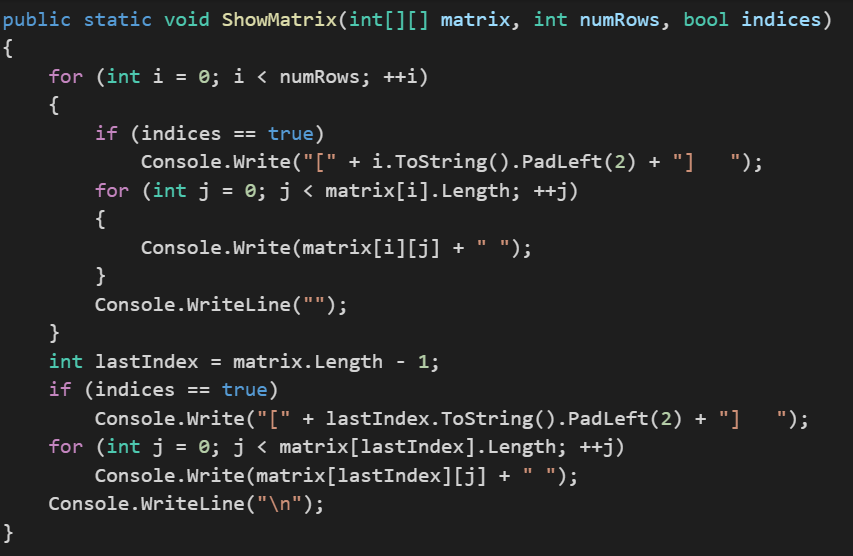 public static void ShowMatrix(int[][] matrix, int numRows, bool indices)
{
    for (int i = 0; i < numRows; ++i)
    {
        if (indices == true)
            Console.Write("[" + i.ToString().PadLeft(2) + "]   ");
        for (int j = 0; j < matrix[i].Length; ++j)
        {
            Console.Write(matrix[i][j] + " ");
        }
        Console.WriteLine("");
    }
    int lastIndex = matrix.Length - 1;
    if (indices == true)
        Console.Write("[" + lastIndex.ToString().PadLeft(2) + "]   ");
    for (int j = 0; j < matrix[lastIndex].Length; ++j)
        Console.Write(matrix[lastIndex][j] + " ");
    Console.WriteLine("\n");
}